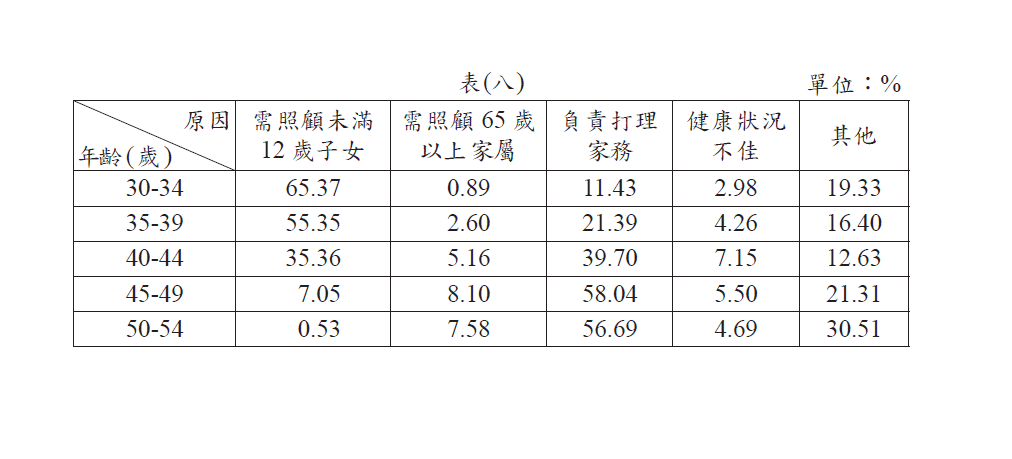 表(八) 單位：%
原因 需照顧未滿 需照顧 65 歲 負責打理 健康狀況 其他
年齡(歲) 12 歲子女 以上家屬 家務 不佳
30-34 65.37 0.89 11.43 2.98 19.33
35-39 55.35 2.60 21.39 4.26 16.40
40-44 35.36 5.16 39.70 7.15 12.63
45-49 7.05 8.10 58.04 5.50 21.31
50-54 0.53 7.58 56.69 4.69 30.51